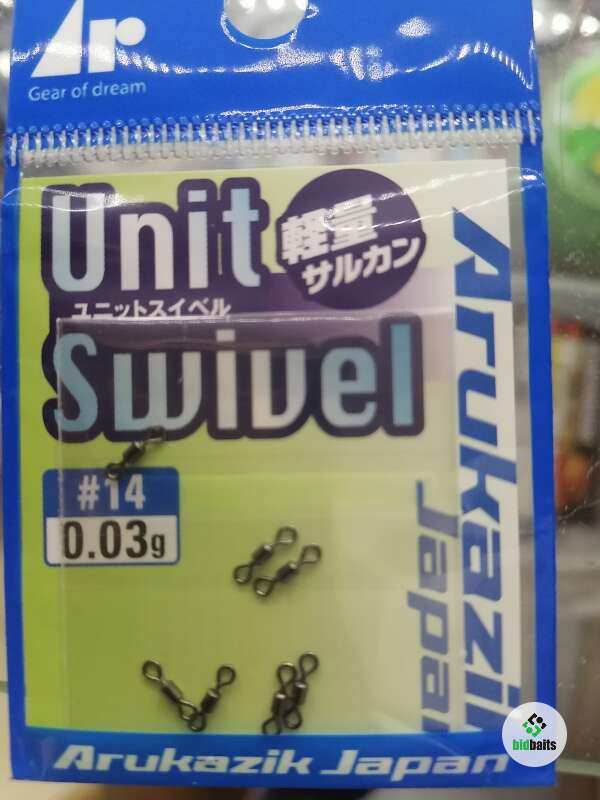 Ar
Gear of dream
Unit
軽量
サルカン
ユニットスイベル
Swivel
#14
0.03g
Arukazik
Japan
Arukazik Japan
bidbaits